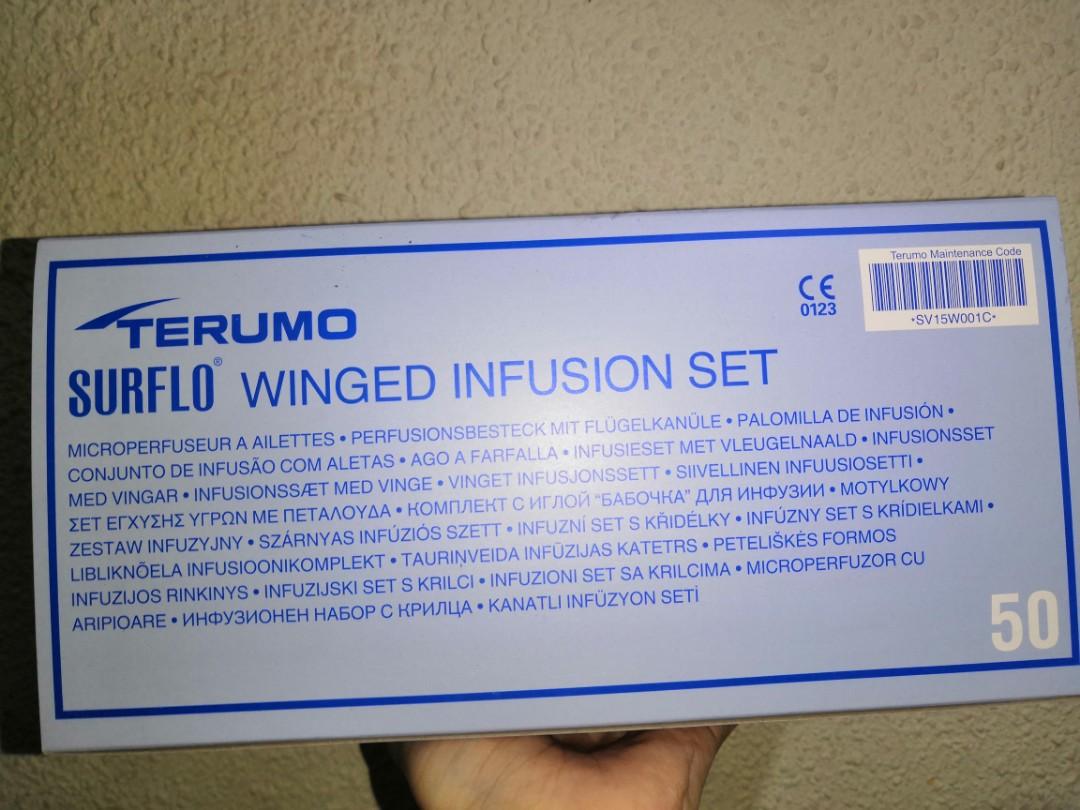 Terumo Maintenance Code
*SV15W001C*
CE
0123
TERUMO
SURFLO® WINGED INFUSION SET
MICROPERFUSEUR A AILETTES • PERFUSIONSBESTECK MIT FLÜGELKANÜLE • PALOMILLA DE INFUSIÓN •
CONJUNTO DE INFUSÃO COM ALETAS • AGO A FARFALLA • INFUSIESET MET VLEUGELNAALD • INFUSIONSSET
MED VINGAR • INFUSIONSSÆT MED VINGE • VINGET INFUSJONSSETT • SIIVELLINEN INFUUSIOSETTI •
ΣΕΤ ΕΓΧΥΣΗΣ ΥΓΡΩΝ ΜΕ ΠΕΤΑΛΟΥΔΑ • КОМПЛЕКТ С ИГЛОЙ "БАБОЧКА" ДЛЯ ИНФУЗИИ • MOTYLKOWY
ZESTAW INFUZYJNY • SZÁRNYAS INFÚZIÓS SZETT • INFUZNÍ SET S KŘIDÉLKY • INFÚZNY SET S KRÍDIELKAMI •
LIBLIKNÕELA INFUSIOONIKOMPLEKT • TAURIŅVEIDA INFŪZIJAS KATETRS • PETELIŠKĖS FORMOS
INFUZIJOS RINKINYS • INFUZIJSKI SET S KRILCI • INFUZIONI SET SA KRILCIMA • MICROPERFUZOR CU
ARIPIOARE • ИНФУЗИОНЕН НАБОР С КРИЛЦА • KANATLI INFÜZYON SETİ
50